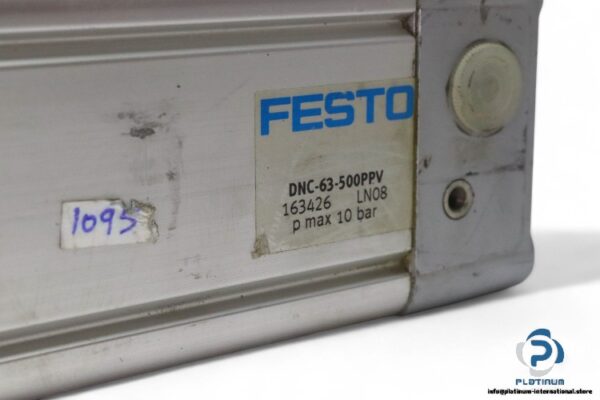 FESTO
DNC-63-500PPV
163426 LN08
p max 10 bar
1095
PLATINUM
info@platinum-international.store